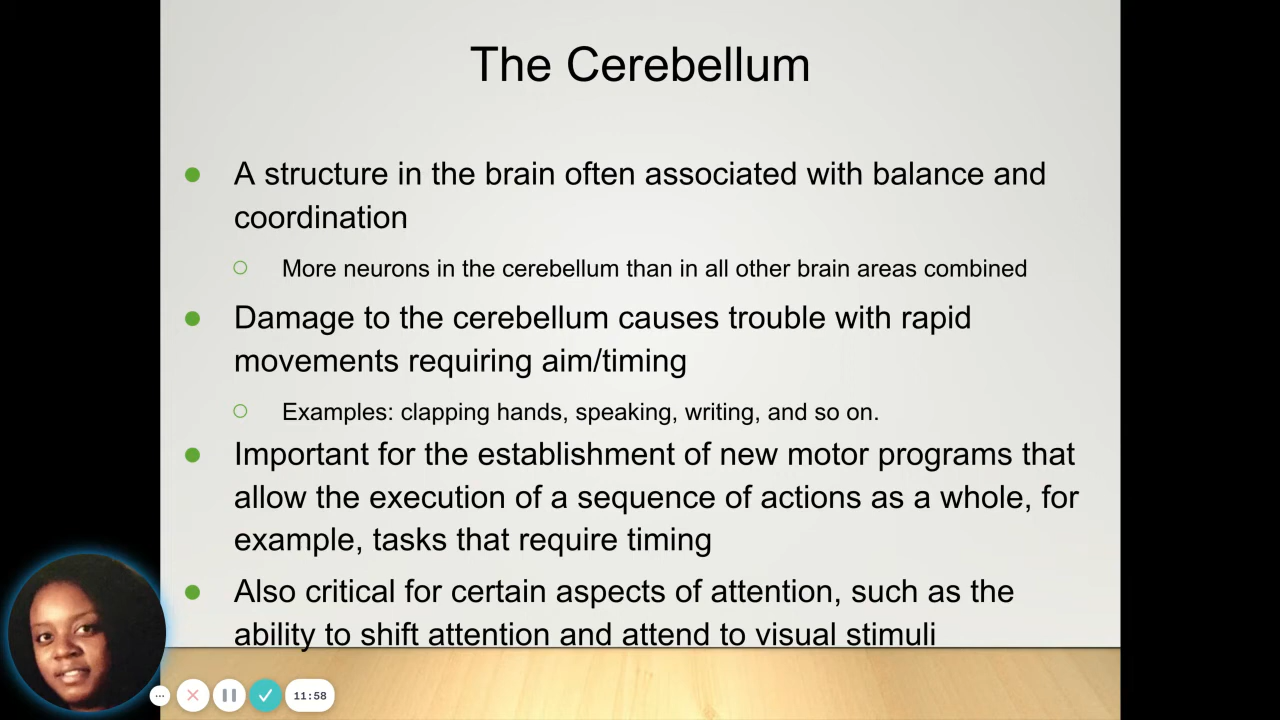 The Cerebellum
● A structure in the brain often associated with balance and
coordination
○ More neurons in the cerebellum than in all other brain areas combined
● Damage to the cerebellum causes trouble with rapid
movements requiring aim/timing
○ Examples: clapping hands, speaking, writing, and so on.
● Important for the establishment of new motor programs that
allow the execution of a sequence of actions as a whole, for
example, tasks that require timing
● Also critical for certain aspects of attention, such as the
ability to shift attention and attend to visual stimuli
11:58